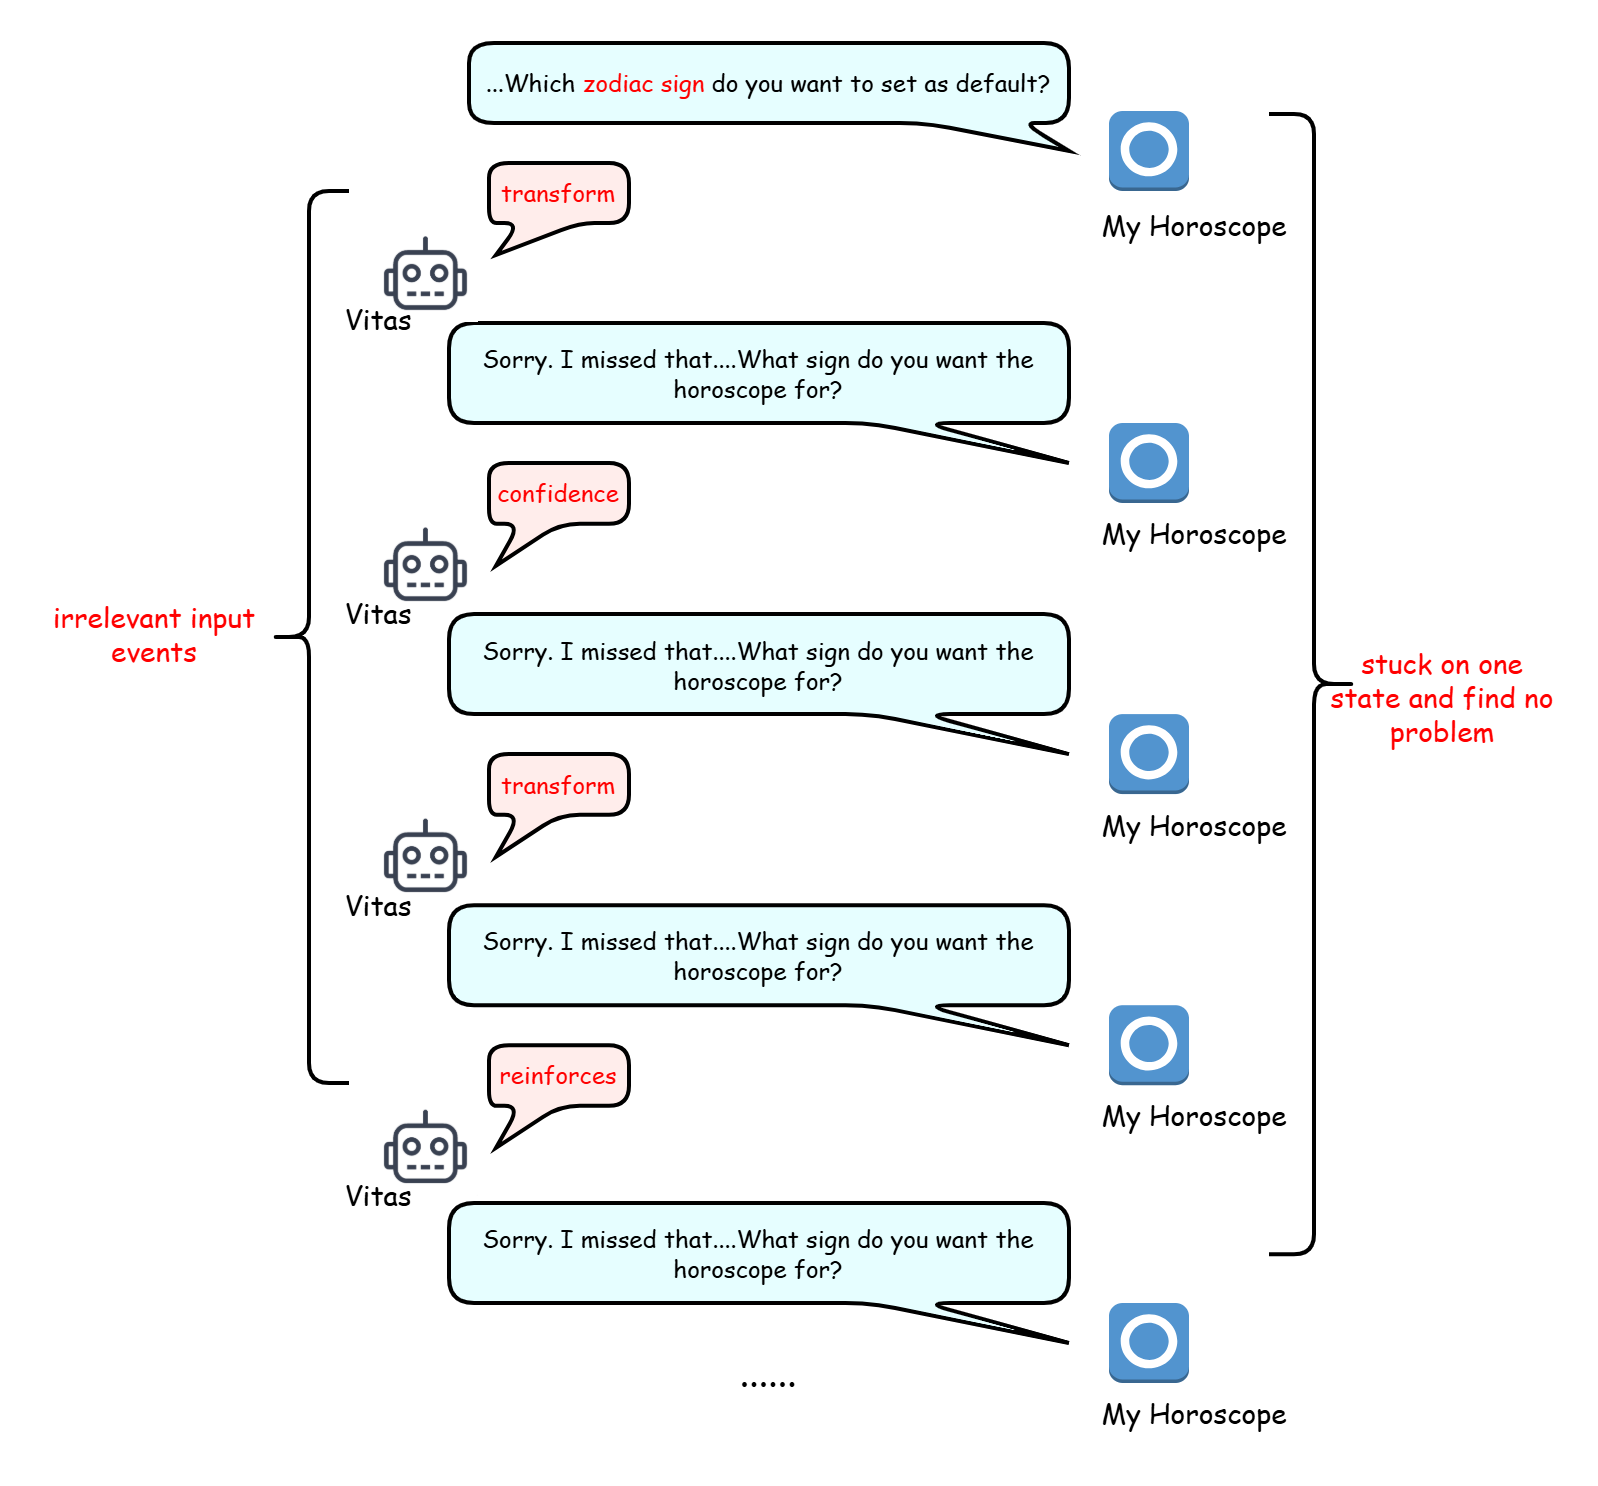 ...Which zodiac sign do you want to set as default?
My Horoscope
transform
Vitas
Sorry. I missed that....What sign do you want the
horoscope for?
My Horoscope
confidence
Vitas
irrelevant input
events
Sorry. I missed that....What sign do you want the
horoscope for?
stuck on one
state and find no
problem
My Horoscope
transform
Vitas
Sorry. I missed that....What sign do you want the
horoscope for?
My Horoscope
reinforces
Vitas
Sorry. I missed that....What sign do you want the
horoscope for?
......
My Horoscope